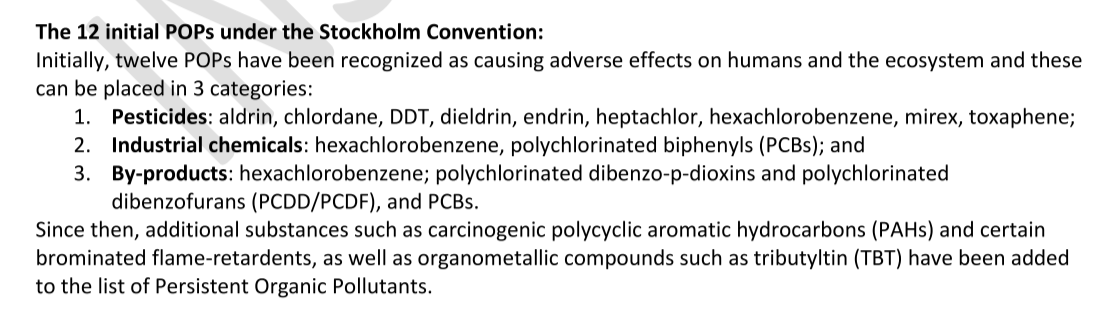 The 12 initial POPs under the Stockholm Convention:
Initially, twelve POPs have been recognized as causing adverse effects on humans and the ecosystem and these
can be placed in 3 categories:
1. Pesticides: aldrin, chlordane, DDT, dieldrin, endrin, heptachlor, hexachlorobenzene, mirex, toxaphene;
2. Industrial chemicals: hexachlorobenzene, polychlorinated biphenyls (PCBs); and
3. By-products: hexachlorobenzene; polychlorinated dibenzo-p-dioxins and polychlorinated
dibenzofurans (PCDD/PCDF), and PCBs.
Since then, additional substances such as carcinogenic polycyclic aromatic hydrocarbons (PAHs) and certain
brominated flame-retardents, as well as organometallic compounds such as tributyltin (TBT) have been added
to the list of Persistent Organic Pollutants.